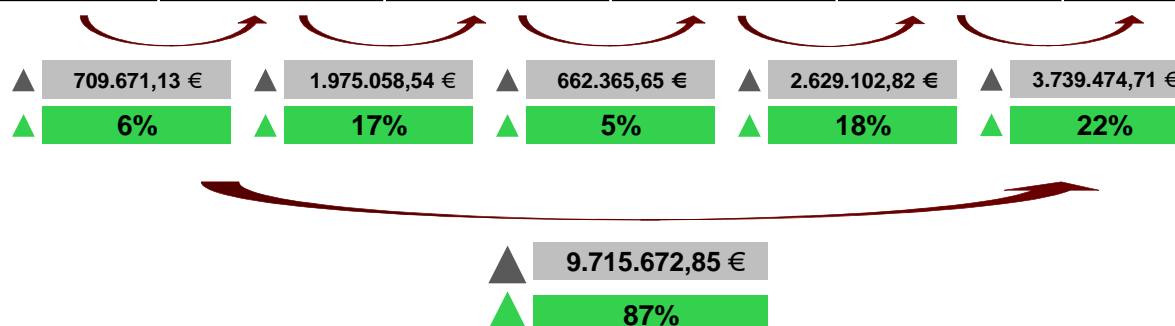 709.671,13 € 1.975.058,54 € 662.365,65 € 2.629.102,82 € 3.739.474,71 €
6% 17% 5% 18% 22%
9.715.672,85 €
87%